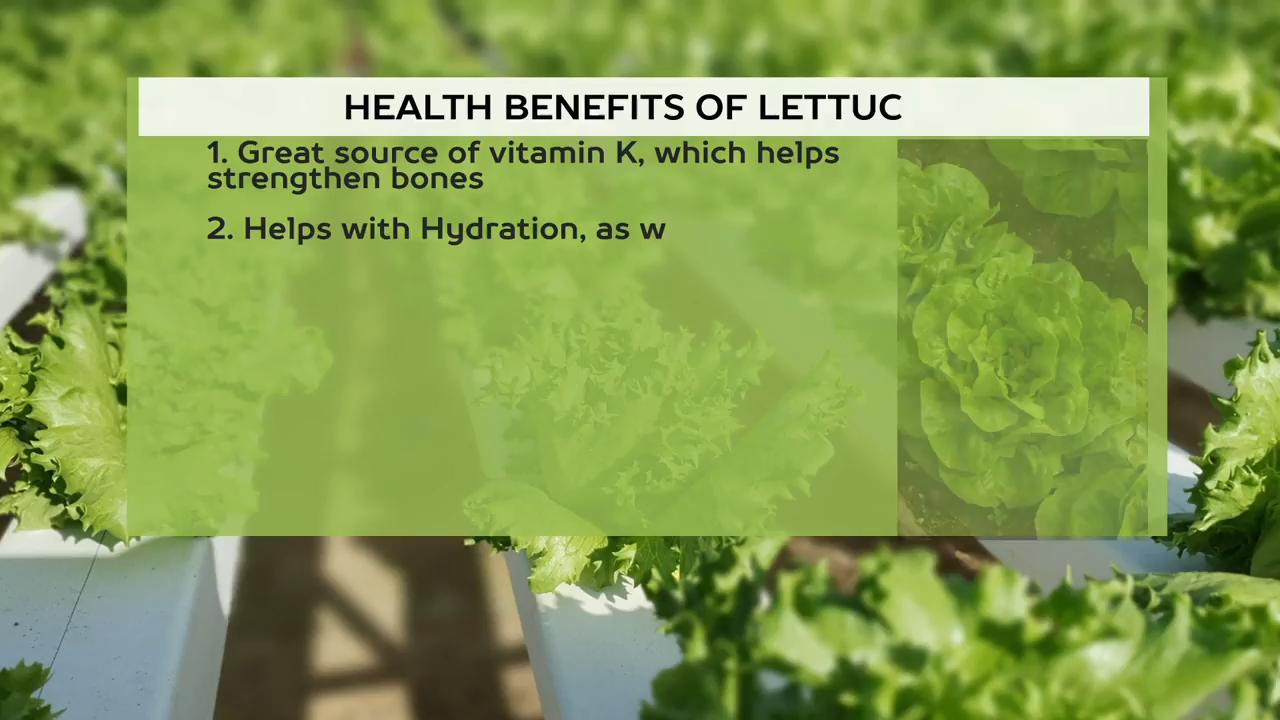 HEALTH BENEFITS OF LETTUC
1. Great source of vitamin K, which helps
strengthen bones
2. Helps with Hydration, as w